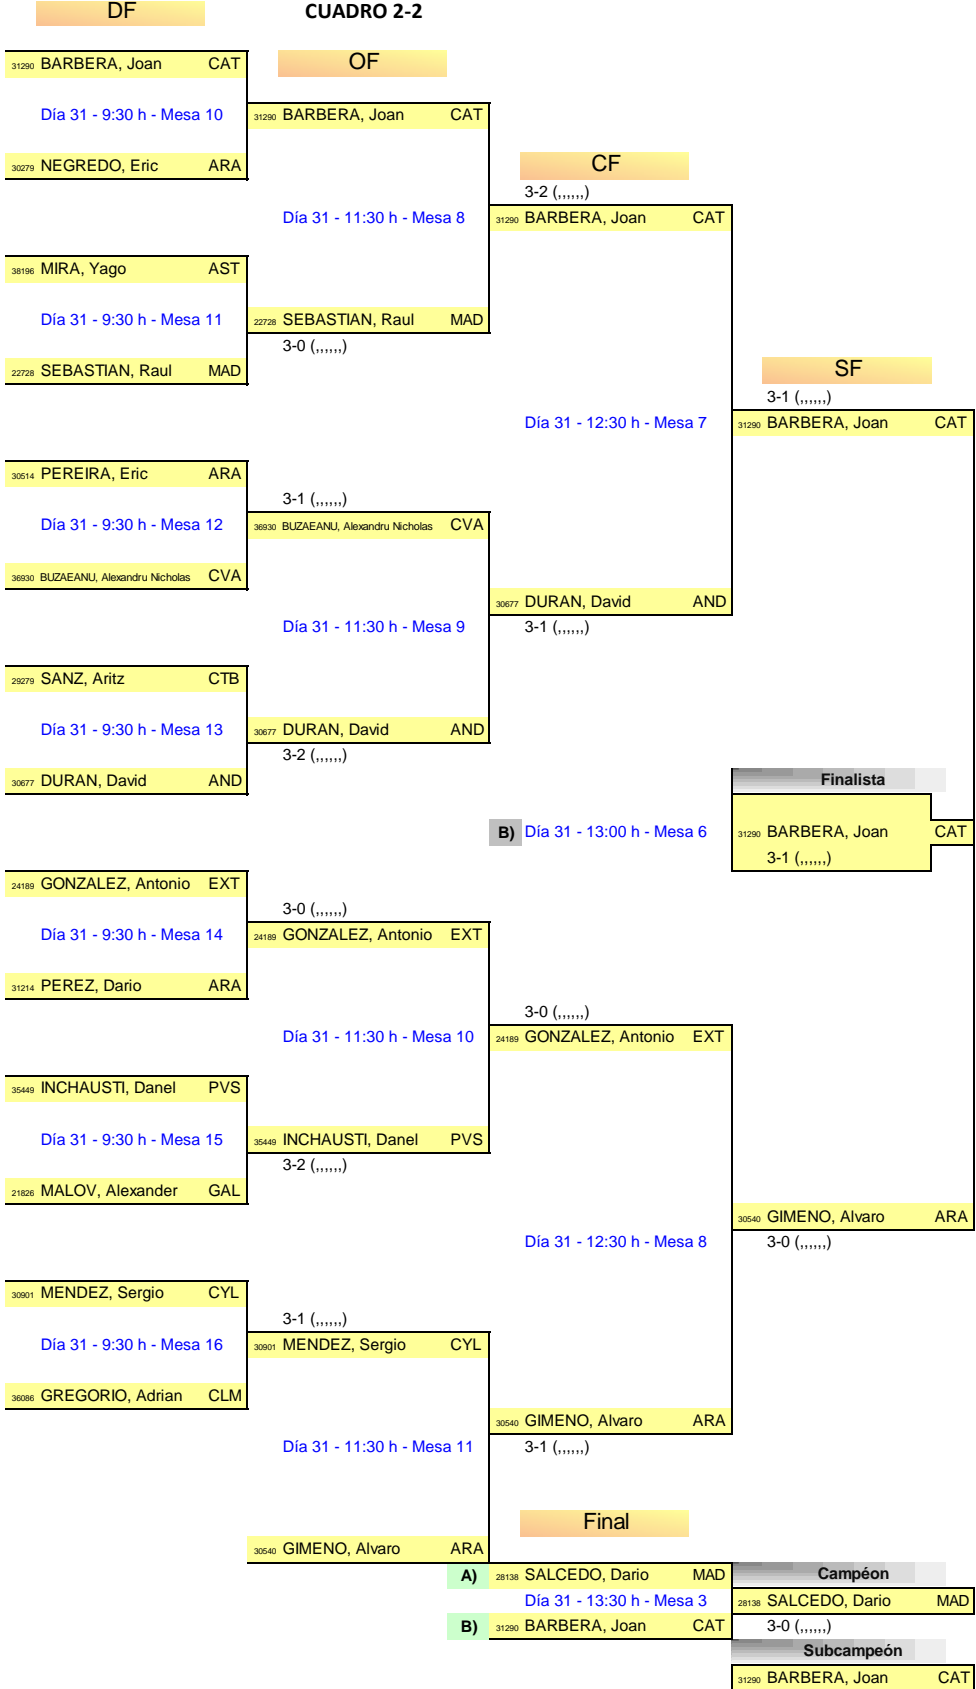 DF CUADRO 2-2
31290 BARBERA, Joan CAT OF
Día 31 - 9:30 h - Mesa 10 31290 BARBERA, Joan CAT
30279 NEGREDO, Eric ARA CF
3-2 (,,,,,,)
Día 31 - 11:30 h - Mesa 8 31290 BARBERA, Joan CAT
38196 MIRA, Yago AST
Día 31 - 9:30 h - Mesa 11 22728 SEBASTIAN, Raul MAD
3-0 (,,,,,,)
22728 SEBASTIAN, Raul MAD SF
3-1 (,,,,,,)
Día 31 - 12:30 h - Mesa 7 31290 BARBERA, Joan CAT
30514 PEREIRA, Eric ARA
3-1 (,,,,,,)
Día 31 - 9:30 h - Mesa 12 36930 BUZAEANU, Alexandru Nicholas CVA
36930 BUZAEANU, Alexandru Nicholas CVA
30677 DURAN, David AND
Día 31 - 11:30 h - Mesa 9 3-1 (,,,,,,)
29279 SANZ, Aritz CTB
Día 31 - 9:30 h - Mesa 13 30677 DURAN, David AND
3-2 (,,,,,,)
30677 DURAN, David AND Finalista
B) Día 31 - 13:00 h - Mesa 6 31290 BARBERA, Joan CAT
3-1 (,,,,,,)
24189 GONZALEZ, Antonio EXT
3-0 (,,,,,,)
Día 31 - 9:30 h - Mesa 14 24189 GONZALEZ, Antonio EXT
31214 PEREZ, Dario ARA
3-0 (,,,,,,)
Día 31 - 11:30 h - Mesa 10 24189 GONZALEZ, Antonio EXT
35449 INCHAUSTI, Danel PVS
Día 31 - 9:30 h - Mesa 15 35449 INCHAUSTI, Danel PVS
3-2 (,,,,,,)
21826 MALOV, Alexander GAL
30540 GIMENO, Alvaro ARA
Día 31 - 12:30 h - Mesa 8 3-0 (,,,,,,)
30901 MENDEZ, Sergio CYL
3-1 (,,,,,,)
Día 31 - 9:30 h - Mesa 16 30901 MENDEZ, Sergio CYL
36086 GREGORIO, Adrian CLM
30540 GIMENO, Alvaro ARA
Día 31 - 11:30 h - Mesa 11 3-1 (,,,,,,)
Final
30540 GIMENO, Alvaro ARA
A) 28138 SALCEDO, Dario MAD Campéon
Día 31 - 13:30 h - Mesa 3 28138 SALCEDO, Dario MAD
B) 31290 BARBERA, Joan CAT 3-0 (,,,,,,)
Subcampeón
31290 BARBERA, Joan CAT